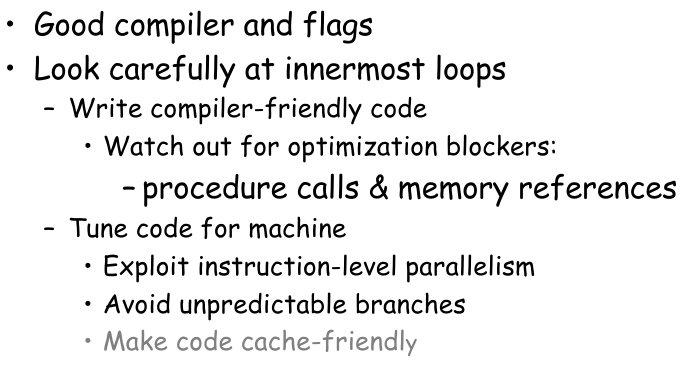 • Good compiler and flags
• Look carefully at innermost loops
– Write compiler-friendly code
• Watch out for optimization blockers:
– procedure calls & memory references
– Tune code for machine
• Exploit instruction-level parallelism
• Avoid unpredictable branches
• Make code cache-friendly